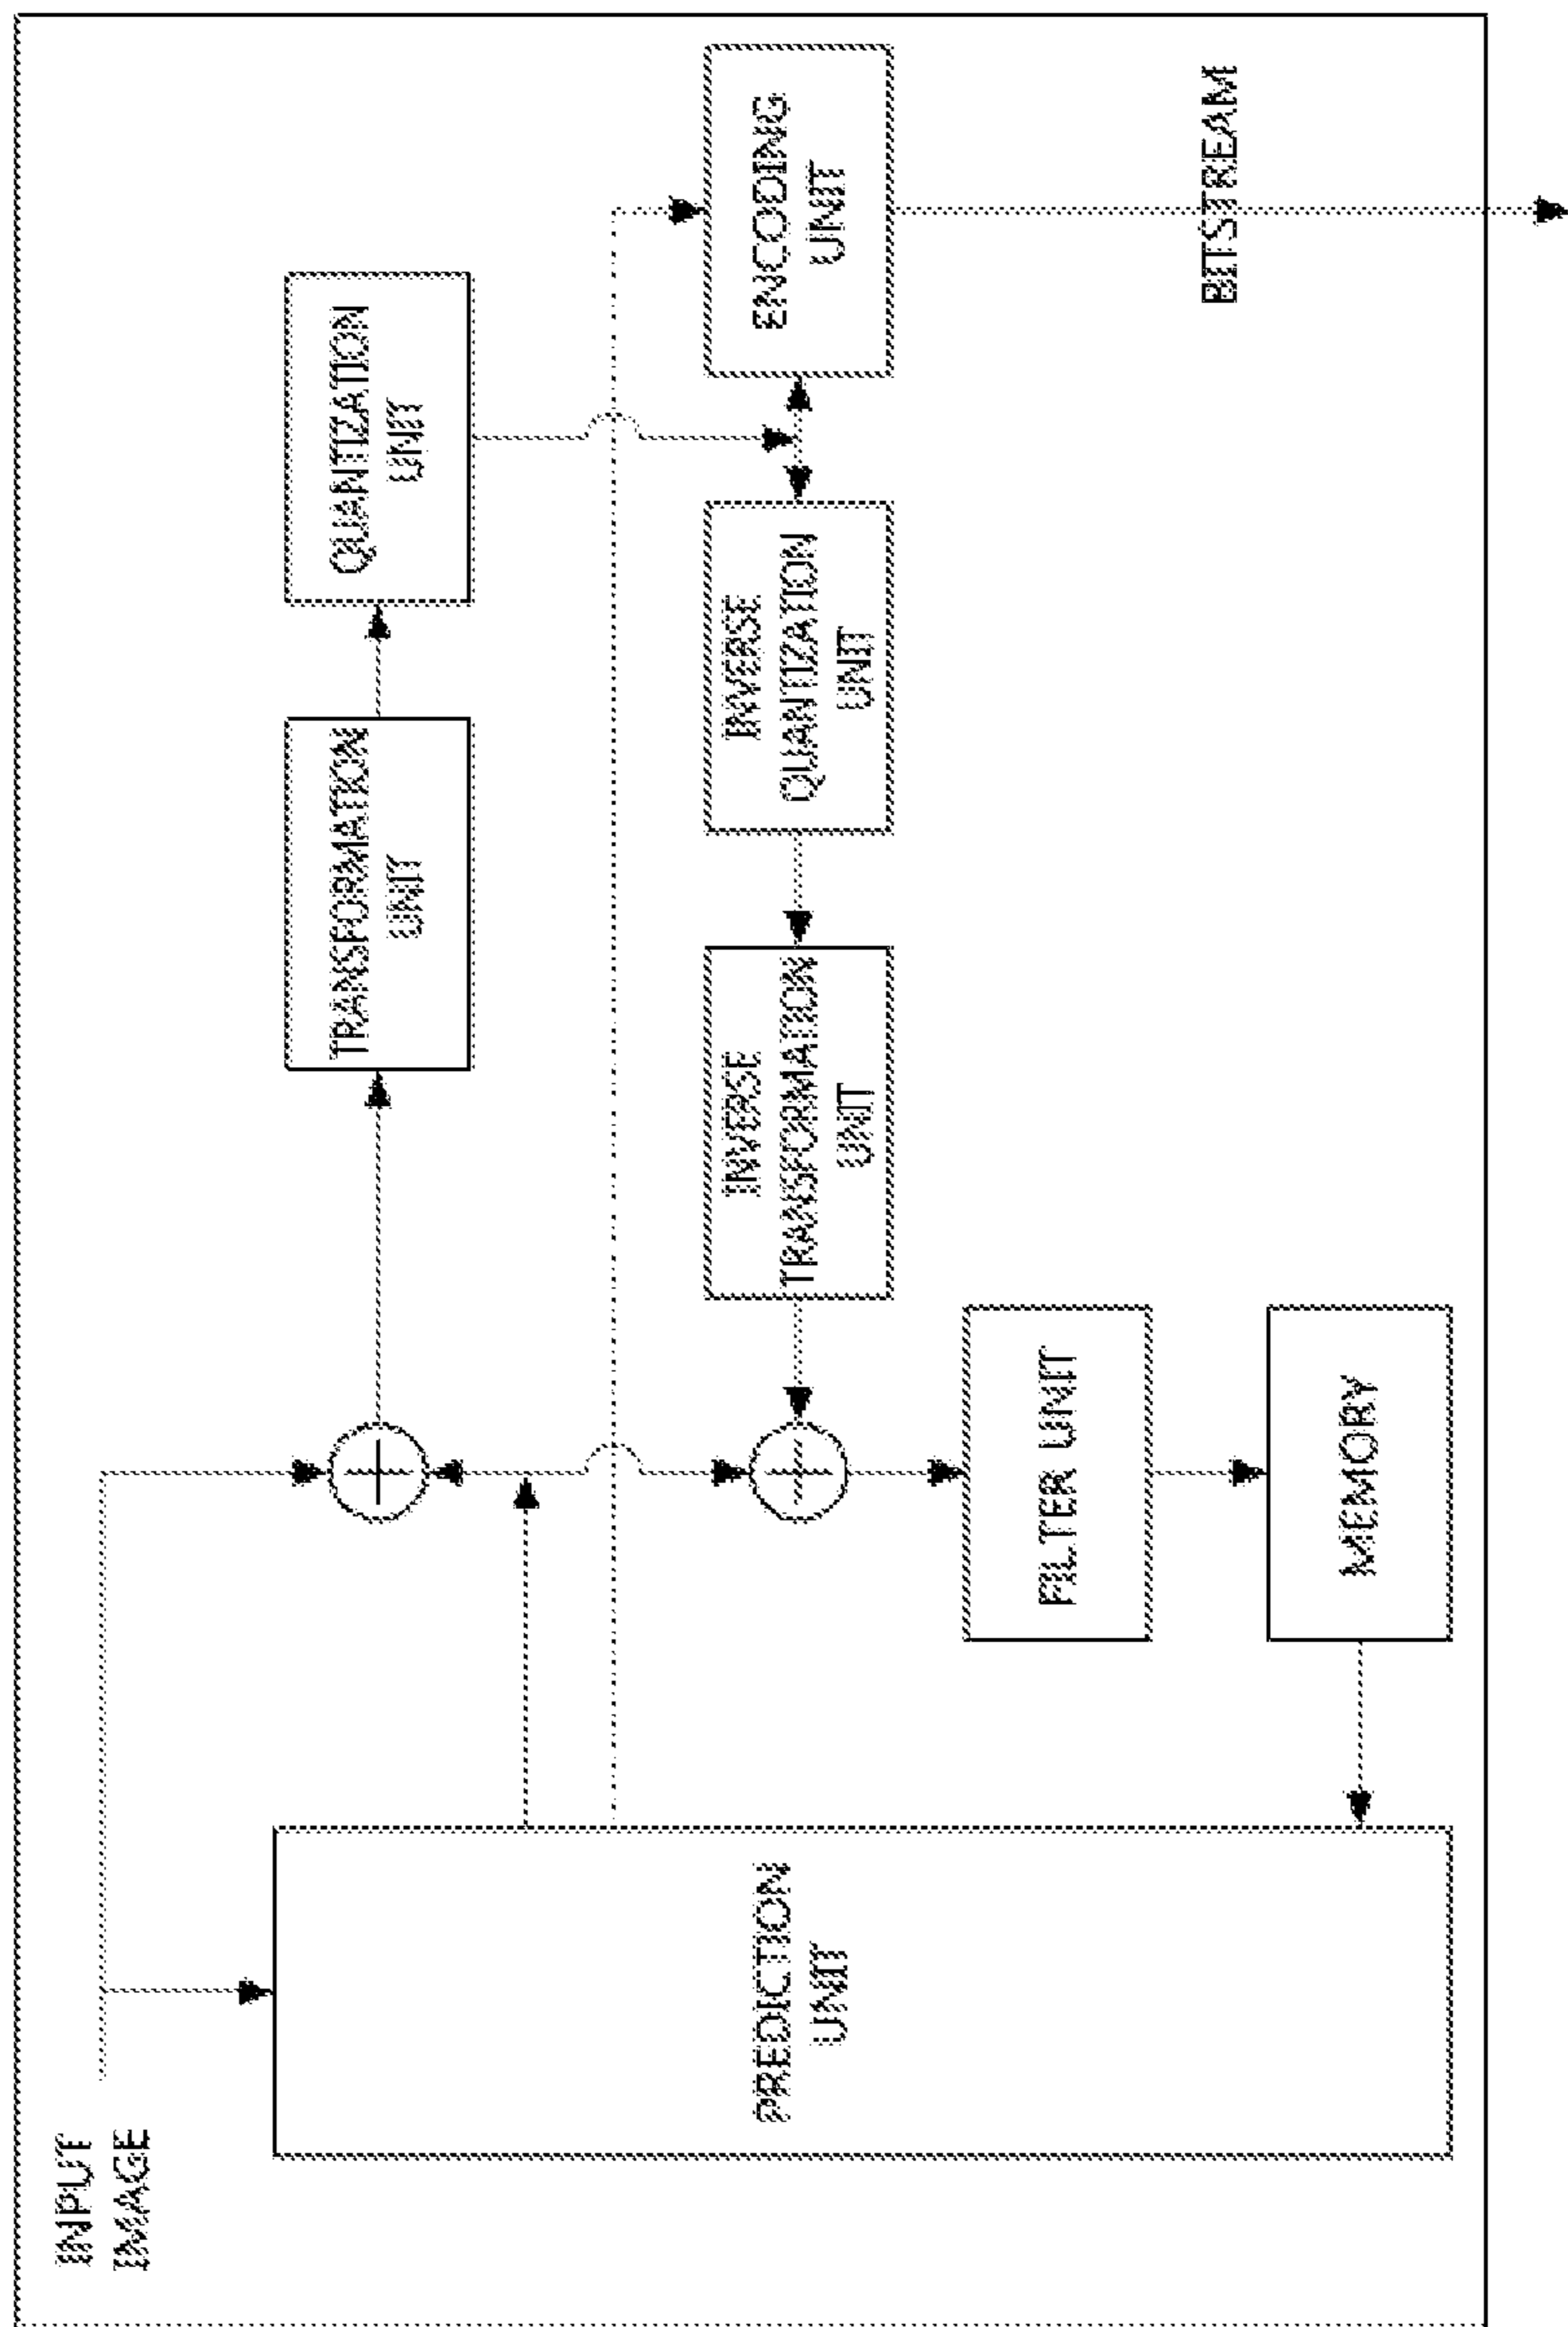 INPUT
IMAGE
TRANSFORMATION
UNIT
QUANTIZATION
UNIT
PREDICTION
UNIT
INVERSE
TRANSFORMATION
UNIT
INVERSE
QUANTIZATION
UNIT
ENCODING
UNIT
FILTER UNIT
MEMORY
BITSTREAM